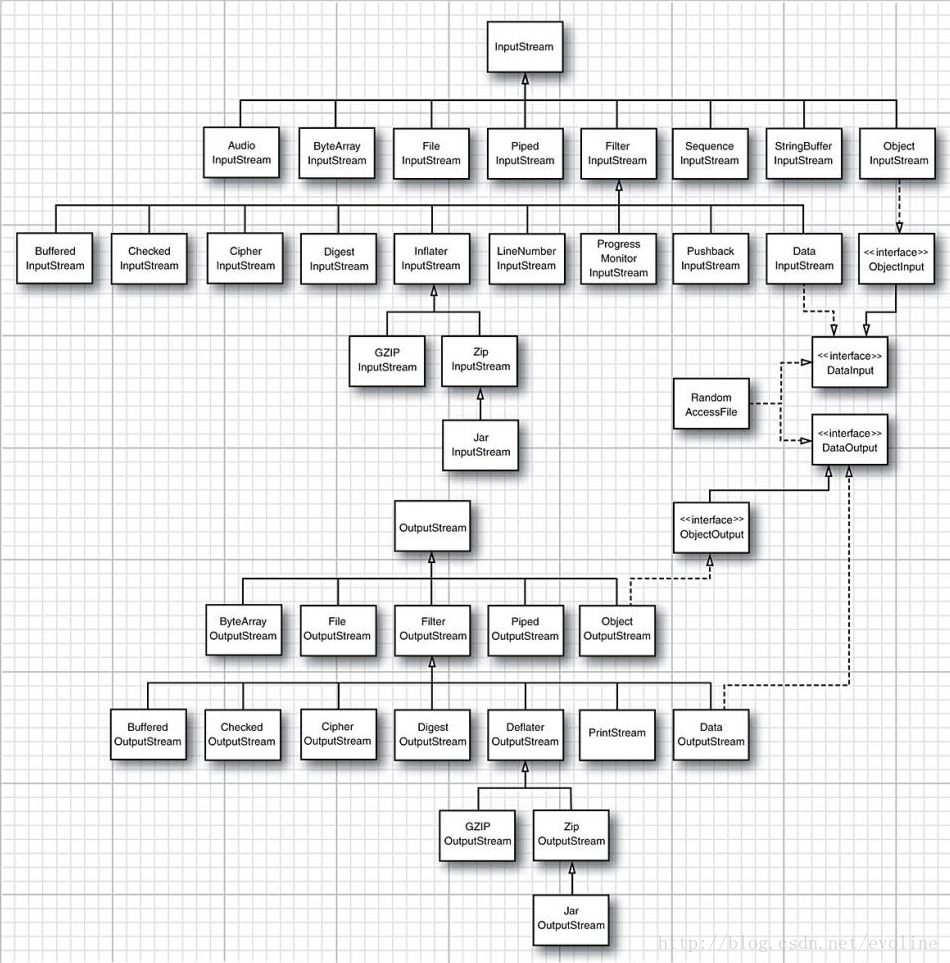 InputStream
Audio
InputStream
ByteArray
InputStream
File
InputStream
Piped
InputStream
Filter
InputStream
Sequence
InputStream
StringBuffer
InputStream
Object
InputStream
Buffered
InputStream
Checked
InputStream
Cipher
InputStream
Digest
InputStream
Inflater
InputStream
LineNumber
InputStream
Progress
Monitor
InputStream
Pushback
InputStream
Data
InputStream
<<interface>>
ObjectInput
GZIP
InputStream
Zip
InputStream
<<interface>>
DataInput
Random
AccessFile
Jar
InputStream
<<interface>>
DataOutput
OutputStream
<<interface>>
ObjectOutput
ByteArray
OutputStream
File
OutputStream
Filter
OutputStream
Piped
OutputStream
Object
OutputStream
Buffered
OutputStream
Checked
OutputStream
Cipher
OutputStream
Digest
OutputStream
Deflater
OutputStream
PrintStream
Data
OutputStream
GZIP
OutputStream
Zip
OutputStream
Jar
OutputStream
http://blog.csdn.net/evoline